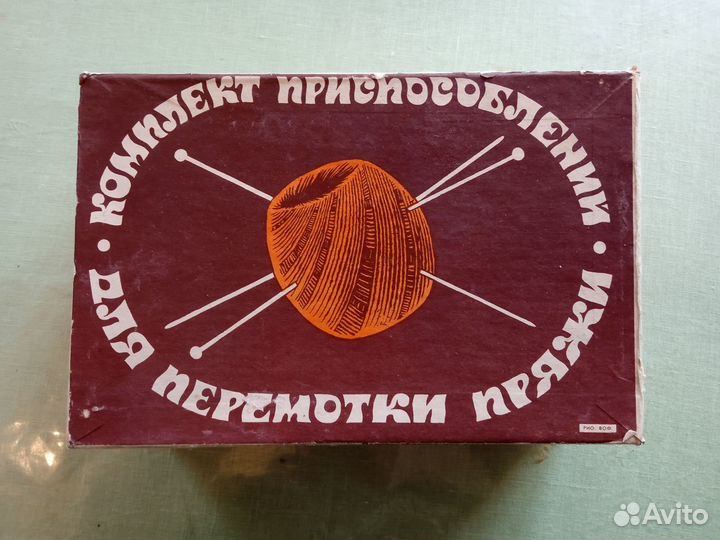 КОМПЛЕКТ ПРИСПОСОБЛЕНИЙ •
ДЛЯ ПЕРЕМОТКИ ПРЯЖИ •
РИО. ВОФ.
Avito